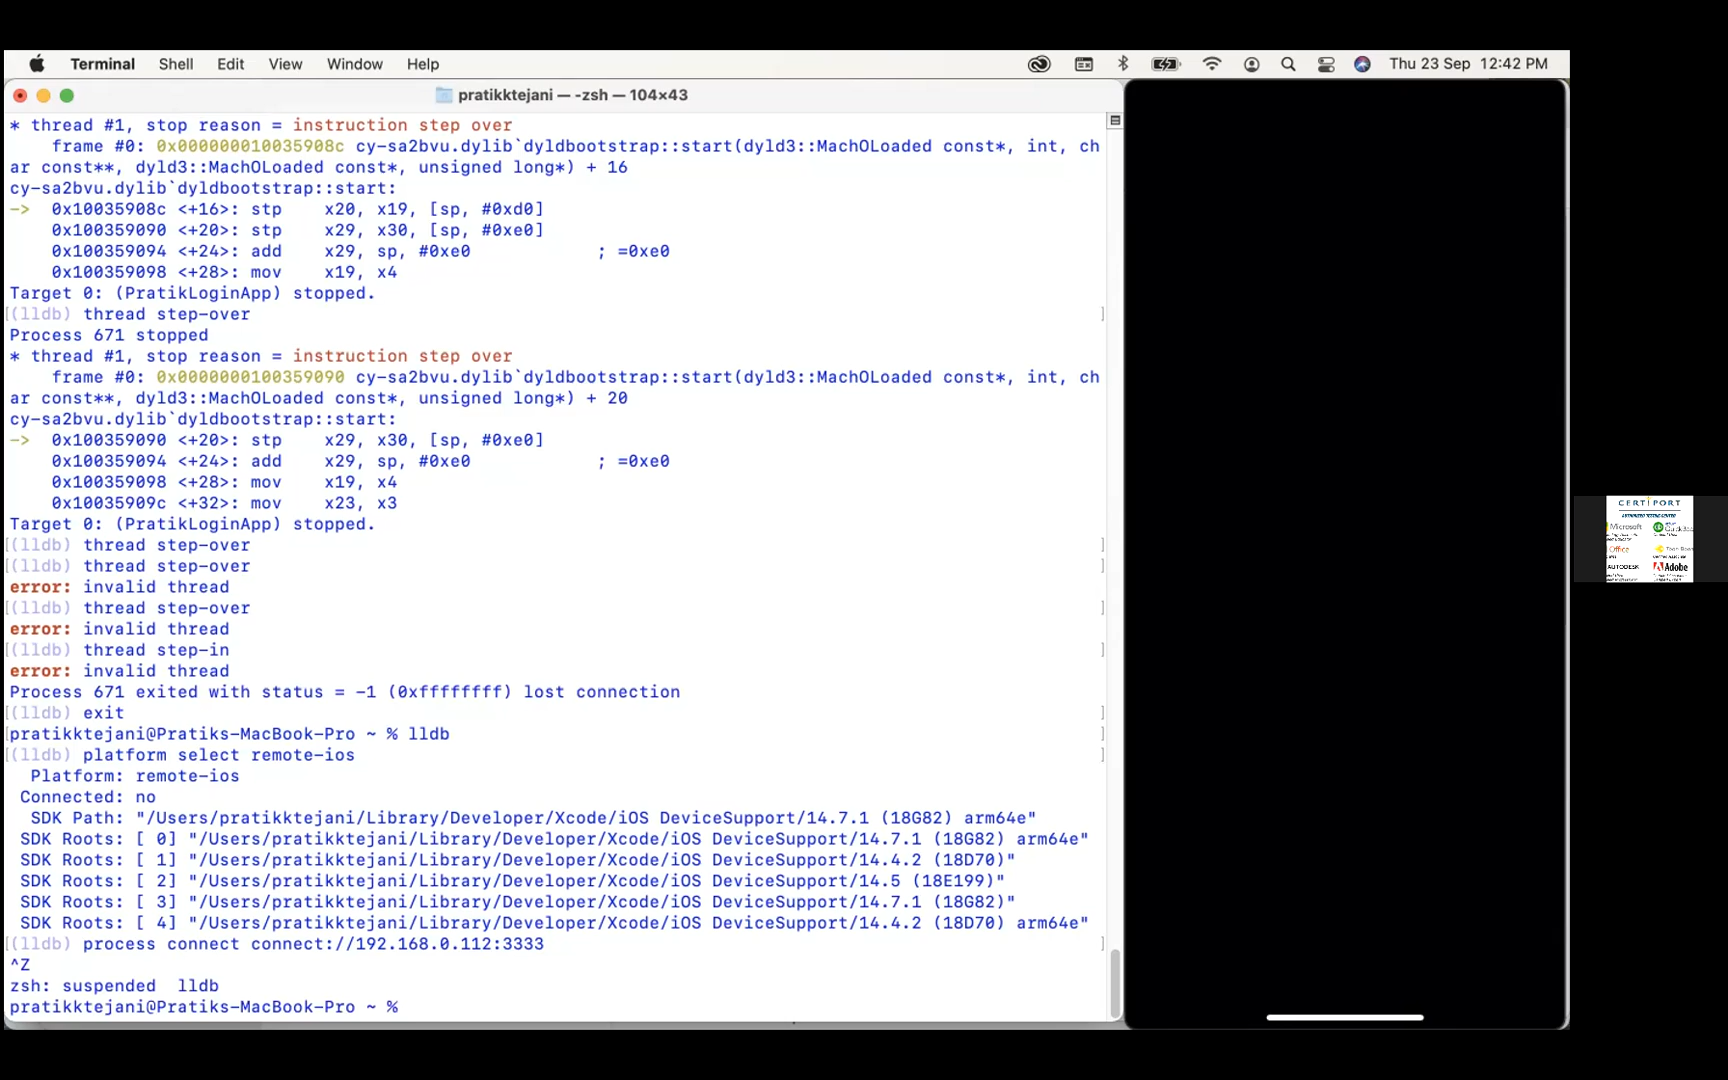 Terminal Shell Edit View Window Help Thu 23 Sep 12:42 PM
pratikktejani — -zsh — 104×43
* thread #1, stop reason = instruction step over
frame #0: 0x000000010035908c cy-sa2bvu.dylib`dyldbootstrap::start(dyld3::MachOLoaded const*, int, ch
ar const**, dyld3::MachOLoaded const*, unsigned long*) + 16
cy-sa2bvu.dylib`dyldbootstrap::start:
-> 0x10035908c <+16>: stp x20, x19, [sp, #0xd0]
0x100359090 <+20>: stp x29, x30, [sp, #0xe0]
0x100359094 <+24>: add x29, sp, #0xe0 ; =0xe0
0x100359098 <+28>: mov x19, x4
Target 0: (PratikLoginApp) stopped.
[(lldb) thread step-over ]
Process 671 stopped
* thread #1, stop reason = instruction step over
frame #0: 0x0000000100359090 cy-sa2bvu.dylib`dyldbootstrap::start(dyld3::MachOLoaded const*, int, ch
ar const**, dyld3::MachOLoaded const*, unsigned long*) + 20
cy-sa2bvu.dylib`dyldbootstrap::start:
-> 0x100359090 <+20>: stp x29, x30, [sp, #0xe0]
0x100359094 <+24>: add x29, sp, #0xe0 ; =0xe0
0x100359098 <+28>: mov x19, x4
0x10035909c <+32>: mov x23, x3
Target 0: (PratikLoginApp) stopped.
[(lldb) thread step-over ]
[(lldb) thread step-over ]
error: invalid thread
[(lldb) thread step-over ]
error: invalid thread
[(lldb) thread step-in ]
error: invalid thread
Process 671 exited with status = -1 (0xffffffff) lost connection
[(lldb) exit ]
[pratikktejani@Pratiks-MacBook-Pro ~ % lldb ]
[(lldb) platform select remote-ios ]
Platform: remote-ios
Connected: no
SDK Path: "/Users/pratikktejani/Library/Developer/Xcode/iOS DeviceSupport/14.7.1 (18G82) arm64e"
SDK Roots: [ 0] "/Users/pratikktejani/Library/Developer/Xcode/iOS DeviceSupport/14.7.1 (18G82) arm64e"
SDK Roots: [ 1] "/Users/pratikktejani/Library/Developer/Xcode/iOS DeviceSupport/14.4.2 (18D70)"
SDK Roots: [ 2] "/Users/pratikktejani/Library/Developer/Xcode/iOS DeviceSupport/14.5 (18E199)"
SDK Roots: [ 3] "/Users/pratikktejani/Library/Developer/Xcode/iOS DeviceSupport/14.7.1 (18G82)"
SDK Roots: [ 4] "/Users/pratikktejani/Library/Developer/Xcode/iOS DeviceSupport/14.4.2 (18D70) arm64e"
[(lldb) process connect connect://192.168.0.112:3333 ]
^Z
zsh: suspended lldb
pratikktejani@Pratiks-MacBook-Pro ~ %
CERTIPORT
AUTHORIZED TESTING CENTER
Microsoft
Office
AUTODESK Adobe